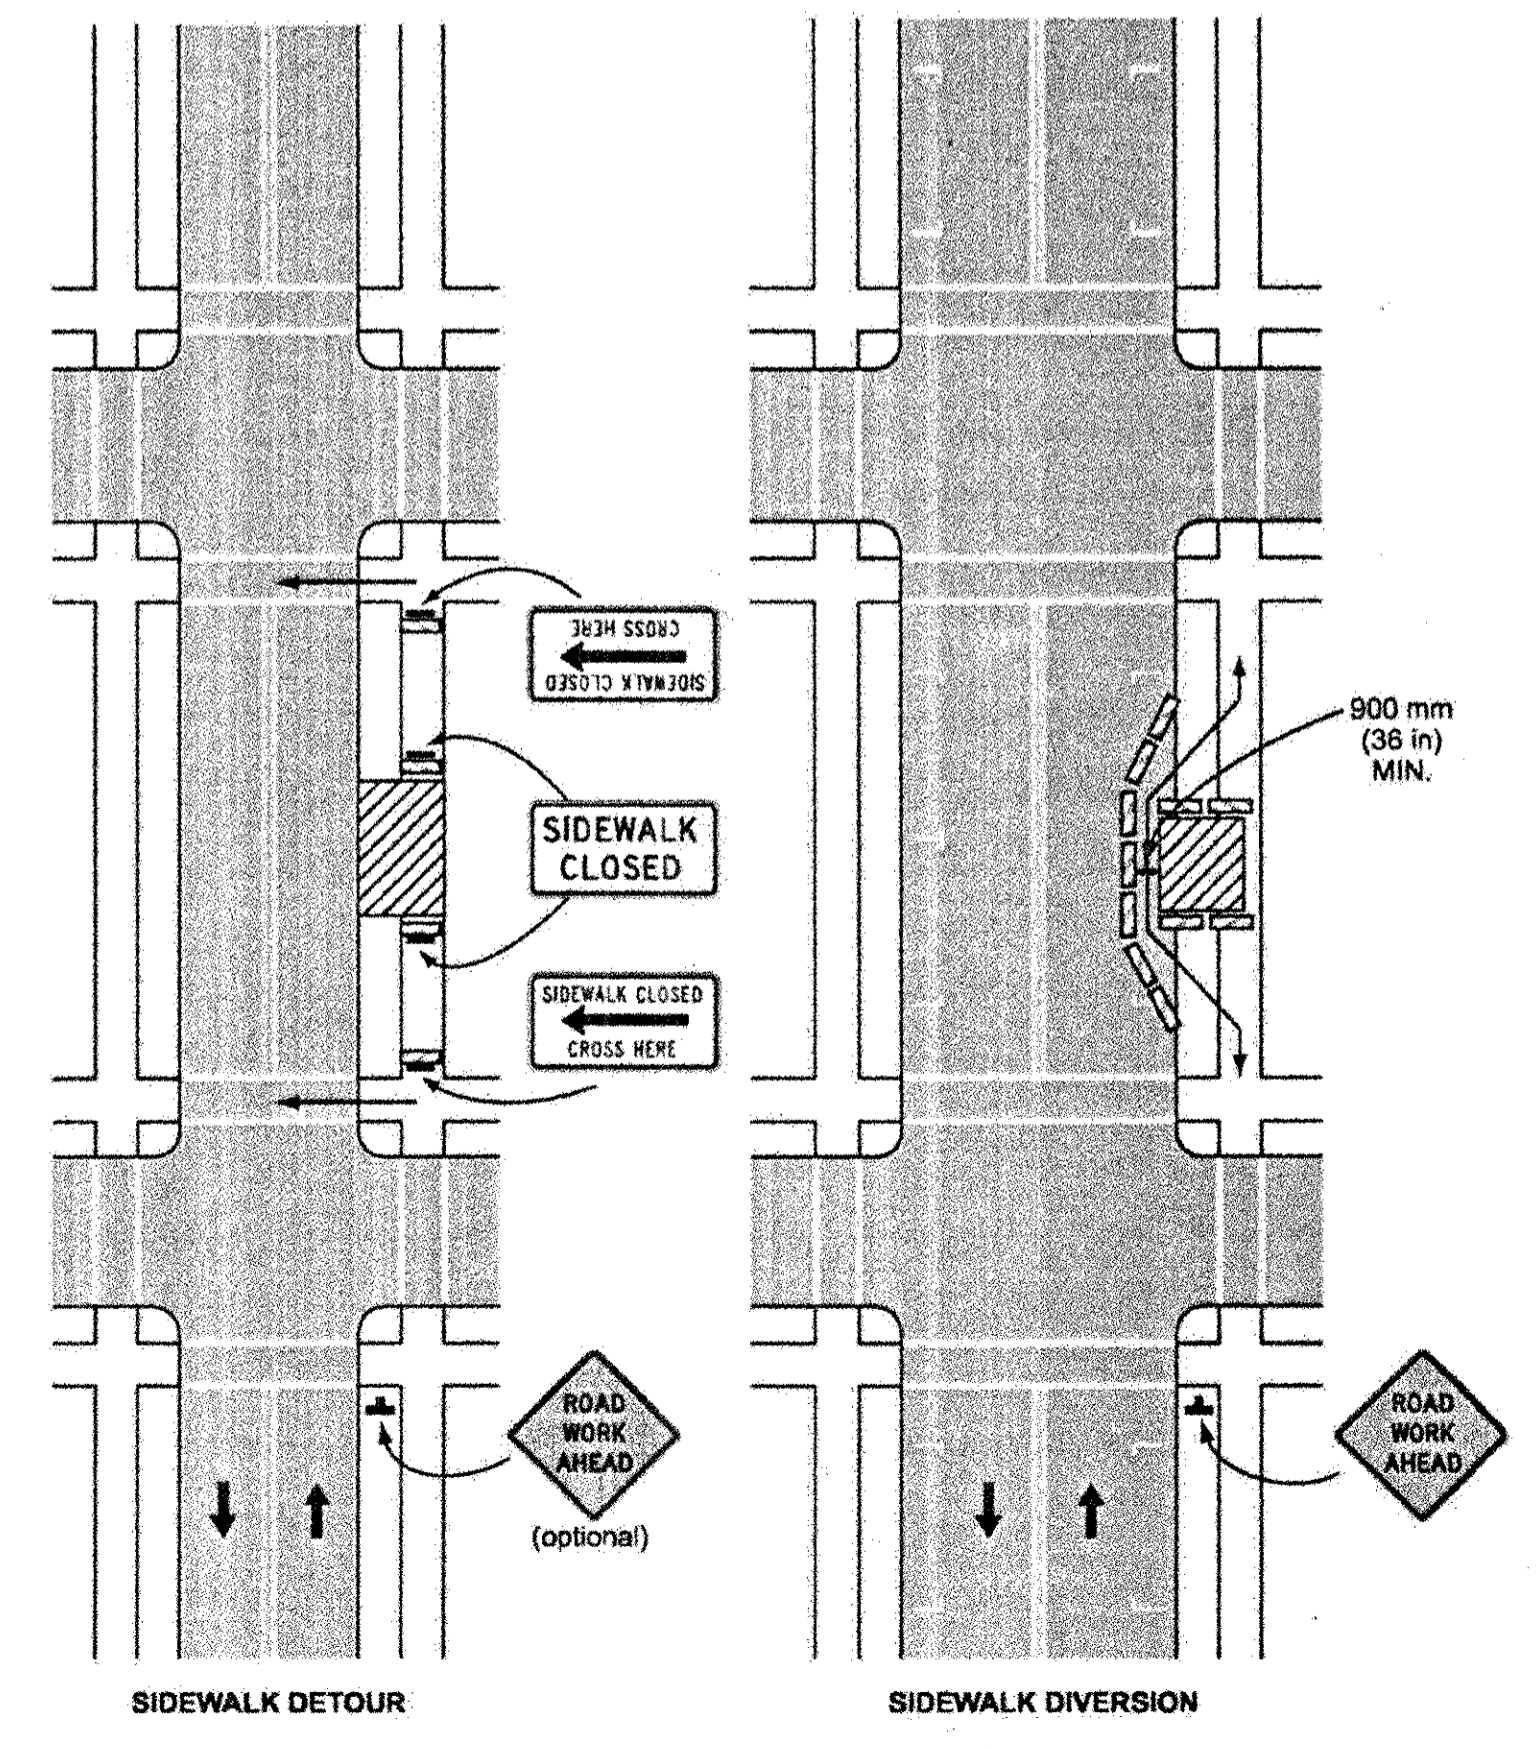 CROSS HERE
SIDEWALK CLOSED
SIDEWALK
CLOSED
SIDEWALK CLOSED
CROSS HERE
ROAD
WORK
AHEAD
(optional)
SIDEWALK DETOUR
900 mm
(36 in)
MIN.
ROAD
WORK
AHEAD
SIDEWALK DIVERSION